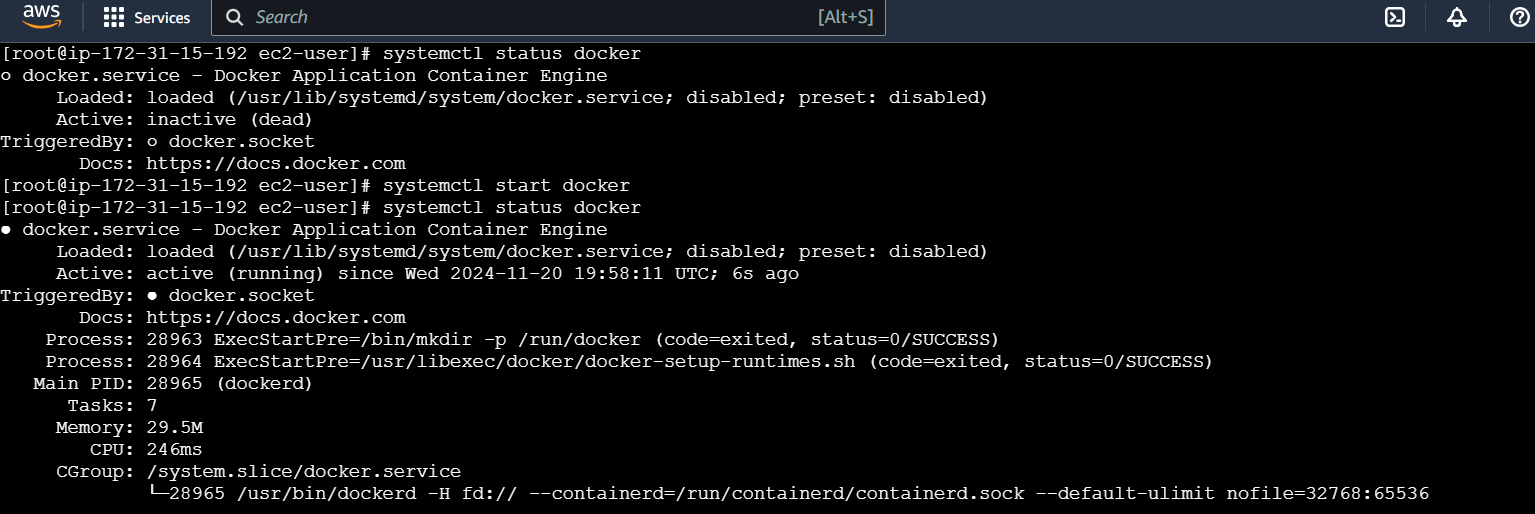 aws
Services
Search
[Alt+S]
[root@ip-172-31-15-192 ec2-user]# systemctl status docker
○ docker.service - Docker Application Container Engine
     Loaded: loaded (/usr/lib/systemd/system/docker.service; disabled; preset: disabled)
     Active: inactive (dead)
TriggeredBy: ○ docker.socket
       Docs: https://docs.docker.com
[root@ip-172-31-15-192 ec2-user]# systemctl start docker
[root@ip-172-31-15-192 ec2-user]# systemctl status docker
● docker.service - Docker Application Container Engine
     Loaded: loaded (/usr/lib/systemd/system/docker.service; disabled; preset: disabled)
     Active: active (running) since Wed 2024-11-20 19:58:11 UTC; 6s ago
TriggeredBy: ● docker.socket
       Docs: https://docs.docker.com
    Process: 28963 ExecStartPre=/bin/mkdir -p /run/docker (code=exited, status=0/SUCCESS)
    Process: 28964 ExecStartPre=/usr/libexec/docker/docker-setup-runtimes.sh (code=exited, status=0/SUCCESS)
   Main PID: 28965 (dockerd)
      Tasks: 7
     Memory: 29.5M
        CPU: 246ms
     CGroup: /system.slice/docker.service
             └─28965 /usr/bin/dockerd -H fd:// --containerd=/run/containerd/containerd.sock --default-ulimit nofile=32768:65536